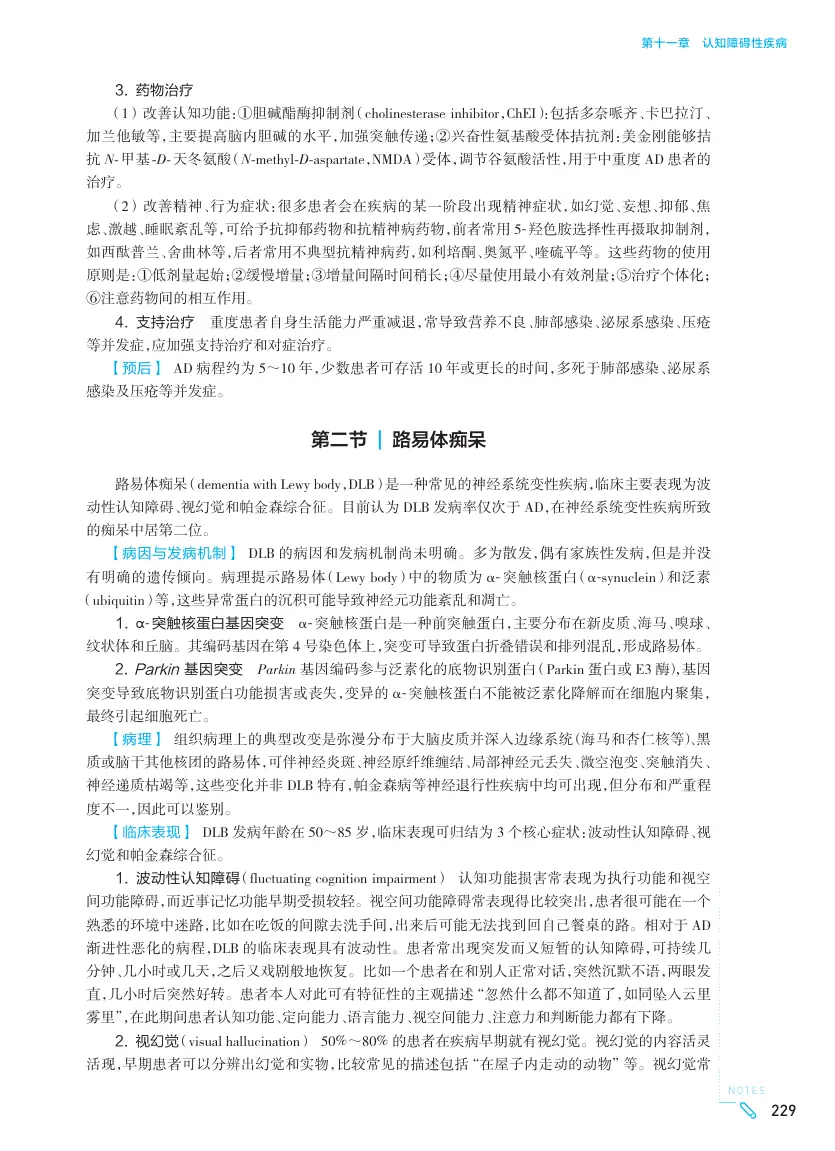 第十一章 认知障碍性疾病
3. 药物治疗
（1）改善认知功能：①胆碱酯酶抑制剂（cholinesterase inhibitor，ChEI）：包括多奈哌齐、卡巴拉汀、
加兰他敏等，主要提高脑内胆碱的水平，加强突触传递；②兴奋性氨基酸受体拮抗剂：美金刚能够拮
抗 N-甲基-D-天冬氨酸（N-methyl-D-aspartate，NMDA）受体，调节谷氨酸活性，用于中重度 AD 患者的
治疗。
（2）改善精神、行为症状：很多患者会在疾病的某一阶段出现精神症状，如幻觉、妄想、抑郁、焦
虑、激越、睡眠紊乱等，可给予抗抑郁药物和抗精神病药物，前者常用 5-羟色胺选择性再摄取抑制剂，
如西酞普兰、舍曲林等，后者常用不典型抗精神病药，如利培酮、奥氮平、喹硫平等。这些药物的使用
原则是：①低剂量起始；②缓慢增量；③增量间隔时间稍长；④尽量使用最小有效剂量；⑤治疗个体化；
⑥注意药物间的相互作用。
4. 支持治疗 重度患者自身生活能力严重减退，常导致营养不良、肺部感染、泌尿系感染、压疮
等并发症，应加强支持治疗和对症治疗。
【预后】 AD 病程约为 5～10 年，少数患者可存活 10 年或更长的时间，多死于肺部感染、泌尿系
感染及压疮等并发症。
第二节 | 路易体痴呆
路易体痴呆（dementia with Lewy body，DLB）是一种常见的神经系统变性疾病，临床主要表现为波
动性认知障碍、视幻觉和帕金森综合征。目前认为 DLB 发病率仅次于 AD，在神经系统变性疾病所致
的痴呆中居第二位。
【病因与发病机制】 DLB 的病因和发病机制尚未明确。多为散发，偶有家族性发病，但是并没
有明确的遗传倾向。病理提示路易体（Lewy body）中的物质为 α-突触核蛋白（α-synuclein）和泛素
（ubiquitin）等，这些异常蛋白的沉积可能导致神经元功能紊乱和凋亡。
1. α-突触核蛋白基因突变 α-突触核蛋白是一种前突触蛋白，主要分布在新皮质、海马、嗅球、
纹状体和丘脑。其编码基因在第 4 号染色体上，突变可导致蛋白折叠错误和排列混乱，形成路易体。
2. Parkin 基因突变 Parkin 基因编码参与泛素化的底物识别蛋白（Parkin 蛋白或 E3 酶），基因
突变导致底物识别蛋白功能损害或丧失，变异的 α-突触核蛋白不能被泛素化降解而在细胞内聚集，
最终引起细胞死亡。
【病理】 组织病理上的典型改变是弥漫分布于大脑皮质并深入边缘系统（海马和杏仁核等）、黑
质或脑干其他核团的路易体，可伴神经炎斑、神经原纤维缠结、局部神经元丢失、微空泡变、突触消失、
神经递质枯竭等，这些变化并非 DLB 特有，帕金森病等神经退行性疾病中均可出现，但分布和严重程
度不一，因此可以鉴别。
【临床表现】 DLB 发病年龄在 50～85 岁，临床表现可归结为 3 个核心症状：波动性认知障碍、视
幻觉和帕金森综合征。
1. 波动性认知障碍（fluctuating cognition impairment） 认知功能损害常表现为执行功能和视空
间功能障碍，而近事记忆功能早期受损较轻。视空间功能障碍常表现得比较突出，患者很可能在一个
熟悉的环境中迷路，比如在吃饭的间隙去洗手间，出来后可能无法找到回自己餐桌的路。相对于 AD
渐进性恶化的病程，DLB 的临床表现具有波动性。患者常出现突发而又短暂的认知障碍，可持续几
分钟、几小时或几天，之后又戏剧般地恢复。比如一个患者在和别人正常对话，突然沉默不语，两眼发
直，几小时后突然好转。患者本人对此可有特征性的主观描述“忽然什么都不知道了，如同坠入云里
雾里”，在此期间患者认知功能、定向能力、语言能力、视空间能力、注意力和判断能力都有下降。
2. 视幻觉（visual hallucination） 50%～80% 的患者在疾病早期就有视幻觉。视幻觉的内容活灵
活现，早期患者可以分辨出幻觉和实物，比较常见的描述包括“在屋子内走动的动物”等。视幻觉常
NOTES
229